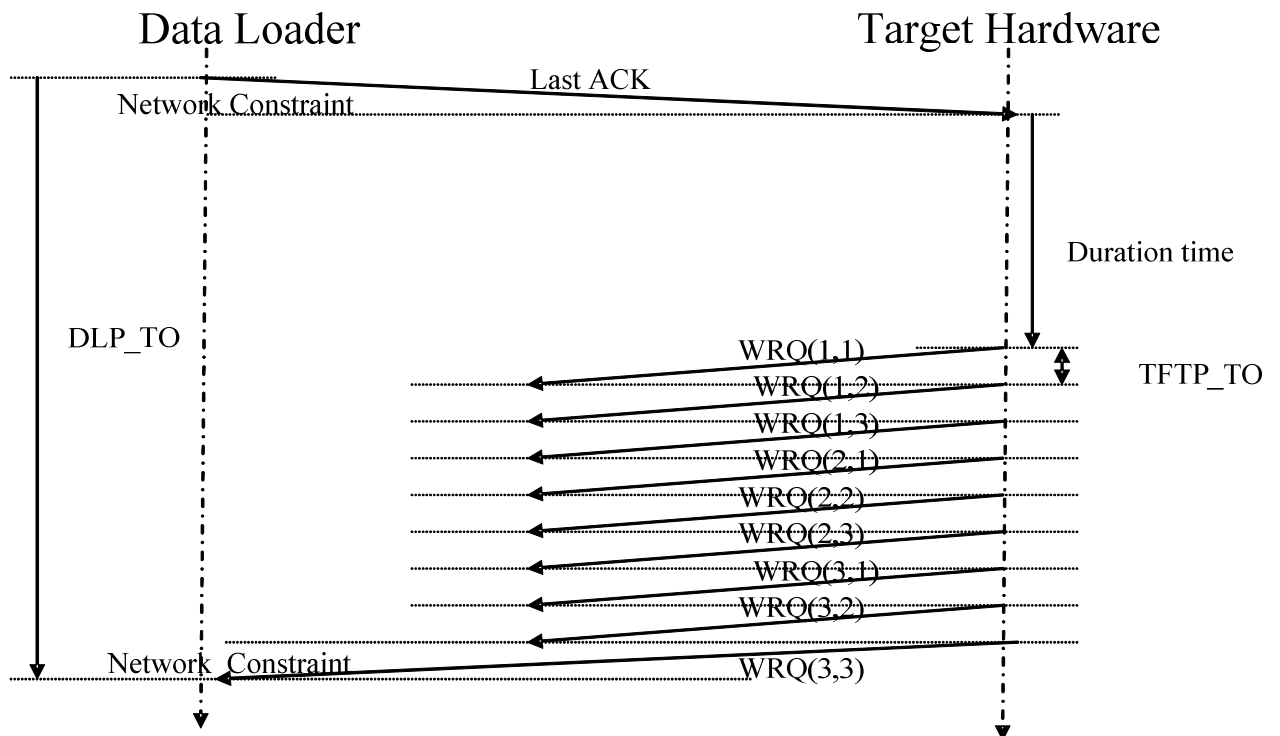 Data Loader
Target Hardware
Last ACK
Network Constraint
Duration time
DLP_TO
WRQ(1,1)
TFTP_TO
WRQ(1,2)
WRQ(1,3)
WRQ(2,1)
WRQ(2,2)
WRQ(2,3)
WRQ(3,1)
WRQ(3,2)
Network Constraint
WRQ(3,3)